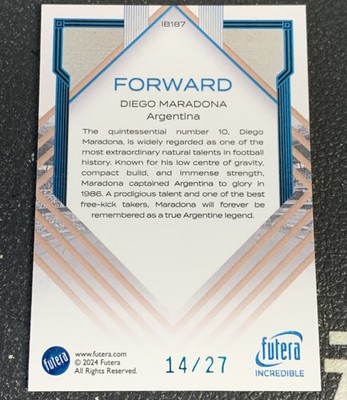 IB187
FORWARD
DIEGO MARADONA
Argentina
The quintessential number 10, Diego
Maradona, is widely regarded as one of the
most extraordinary natural talents in football
history. Known for his low centre of gravity,
compact build, and immense strength,
Maradona captained Argentina to glory in
1986. A prodigious talent and one of the best
free-kick takers, Maradona will forever be
remembered as a true Argentine legend.
futera
www.futera.com
© 2024 Futera
All Rights Reserved.
14/27
futera
INCREDIBLE